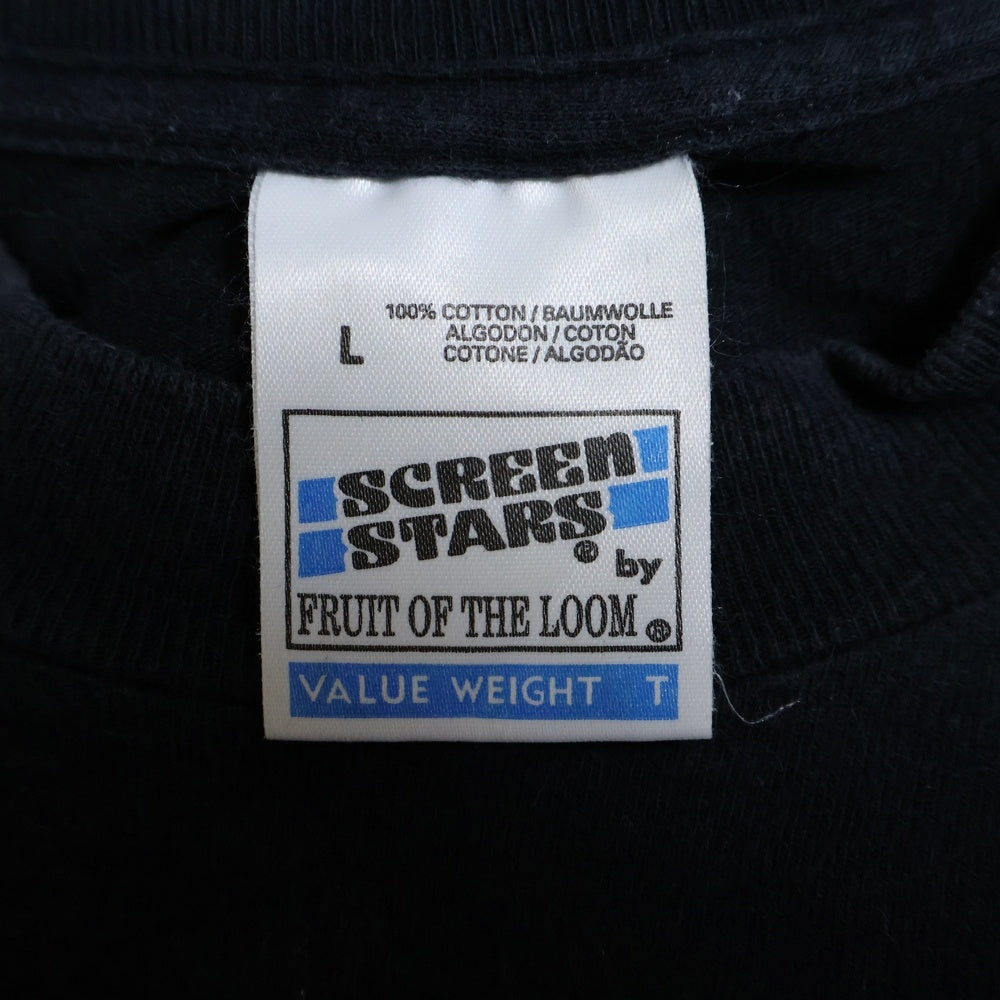 100% COTTON / BAUMWOLLE
L ALGODON / COTON
COTONE / ALGODÃO
SCREEN
STARS®
by
FRUIT OF THE LOOM ®
VALUE WEIGHT T